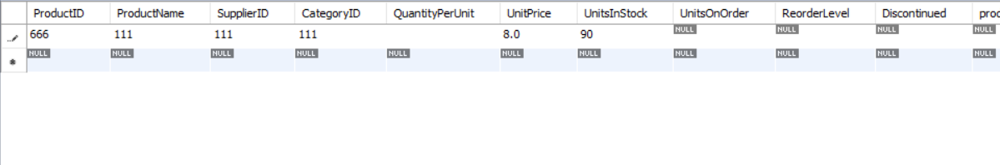 ProductID ProductName SupplierID CategoryID QuantityPerUnit UnitPrice UnitsInStock UnitsOnOrder ReorderLevel Discontinued proc
666 111 111 111 8.0 90 NULL NULL NULL NULL
NULL NULL NULL NULL NULL NULL NULL NULL NULL NULL NULL